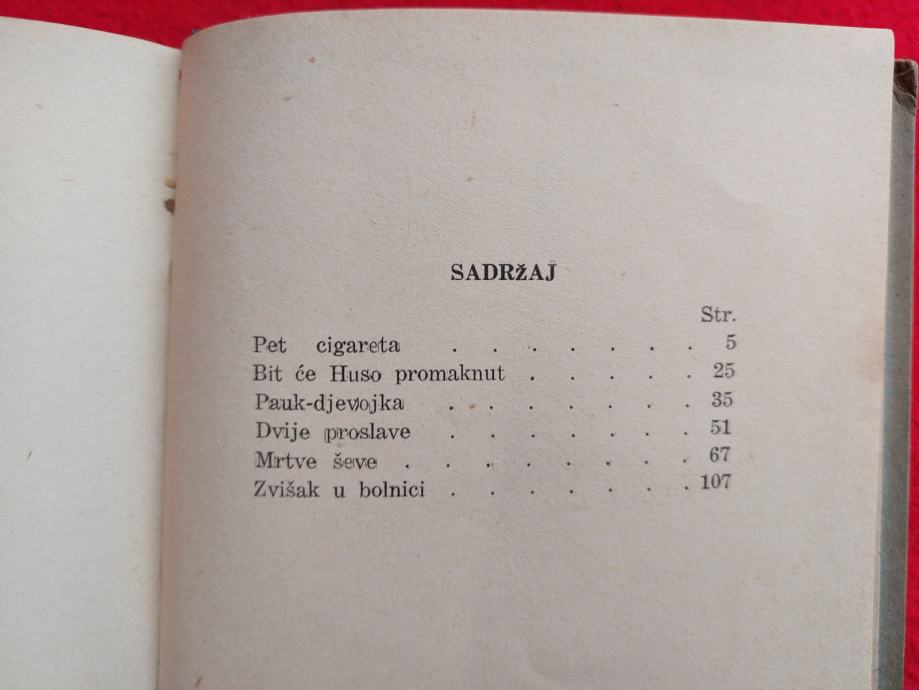 SADRŽAJ
Str.
Pet cigareta . . . . . . . 5
Bit će Huso promaknut . . . . . . 25
Pauk-djevojka . . . . . . . 35
Dvije proslave . . . . . . . 51
Mrtve ševe . . . . . . . . 67
Zvišak u bolnici . . . . . . . 107